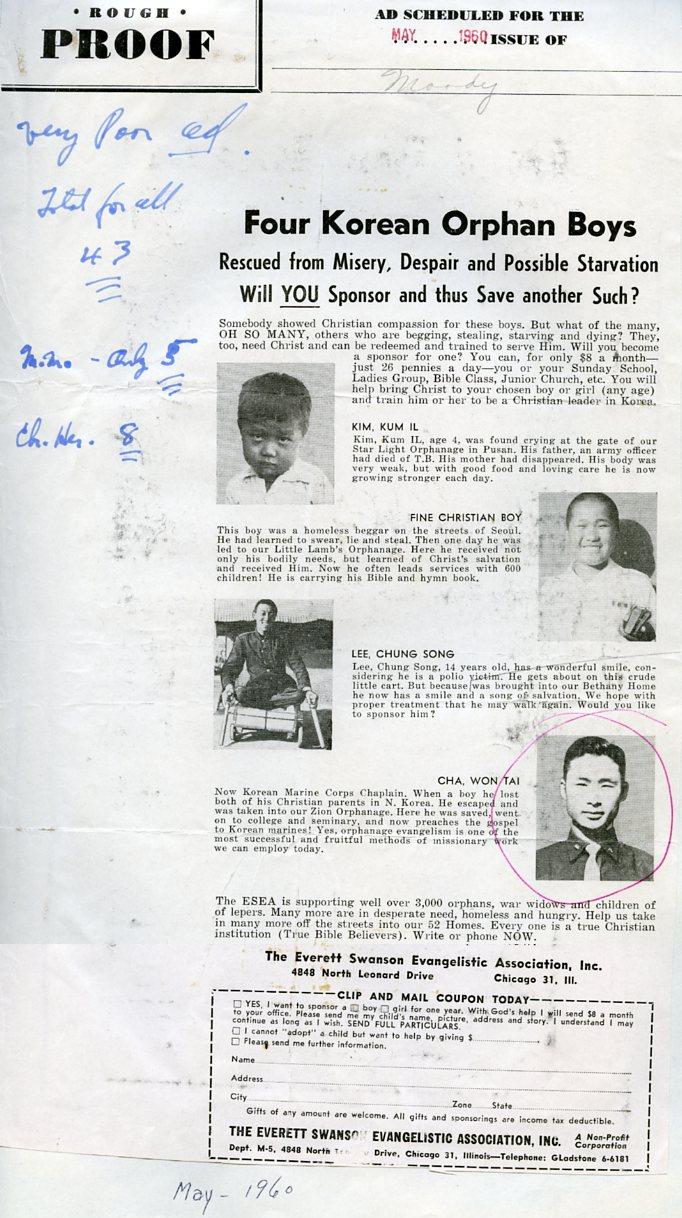 • ROUGH •
PROOF
AD SCHEDULED FOR THE
MAY.....1960 ISSUE OF
Moody
very Poor ad.
Total for all
43
M.Mo. - Only 5
Ch. Her. 8
Four Korean Orphan Boys
Rescued from Misery, Despair and Possible Starvation
Will YOU Sponsor and thus Save another Such?
Somebody showed Christian compassion for these boys. But what of the many,
OH SO MANY, others who are begging, stealing, starving and dying? They,
too, need Christ and can be redeemed and trained to serve Him. Will you become
a sponsor for one? You can, for only $8 a month—
just 26 pennies a day—you or your Sunday School,
Ladies Group, Bible Class, Junior Church, etc. You will
help bring Christ to your chosen boy or girl (any age)
and train him or her to be a Christian leader in Korea.
KIM, KUM IL
Kim, Kum IL, age 4, was found crying at the gate of our
Star Light Orphanage in Pusan. His father, an army officer
had died of T.B. His mother had disappeared. His body was
very weak, but with good food and loving care he is now
growing stronger each day.
FINE CHRISTIAN BOY
This boy was a homeless beggar on the streets of Seoul.
He had learned to swear, lie and steal. Then one day he was
led to our Little Lamb's Orphanage. Here he received not
only his bodily needs, but learned of Christ's salvation
and received Him. Now he often leads services with 600
children! He is carrying his Bible and hymn book.
LEE, CHUNG SONG
Lee, Chung Song, 14 years old, has a wonderful smile, con-
sidering he is a polio victim. He gets about on this crude
little cart. But because was brought into our Bethany Home
he now has a smile and a song of salvation. We hope with
proper treatment that he may walk again. Would you like
to sponsor him?
CHA, WON TAI
Now Korean Marine Corps Chaplain. When a boy he lost
both of his Christian parents in N. Korea. He escaped and
was taken into our Zion Orphanage. Here he was saved, went
on to college and seminary, and now preaches the gospel
to Korean marines! Yes, orphanage evangelism is one of the
most successful and fruitful methods of missionary work
we can employ today.
The ESEA is supporting well over 3,000 orphans, war widows and children of
of lepers. Many more are in desperate need, homeless and hungry. Help us take
in many more off the streets into our 52 Homes. Every one is a true Christian
institution (True Bible Believers). Write or phone NOW.
The Everett Swanson Evangelistic Association, Inc.
4848 North Leonard Drive Chicago 31, Ill.
CLIP AND MAIL COUPON TODAY
☐ YES, I want to sponsor a ☐ boy ☐ girl for one year. With God's help I will send $8 a month
to your office. Please send me my child's name, picture, address and story. I understand I may
continue as long as I wish. SEND FULL PARTICULARS.
☐ I cannot "adopt" a child but want to help by giving $
☐ Please send me further information.
Name
Address
City Zone State
Gifts of any amount are welcome. All gifts and sponsorings are income tax deductible.
THE EVERETT SWANSON EVANGELISTIC ASSOCIATION, INC. A Non-Profit Corporation
Dept. M-5, 4848 North Drive, Chicago 31, Illinois—Telephone: GLadstone 6-6181
May - 1960